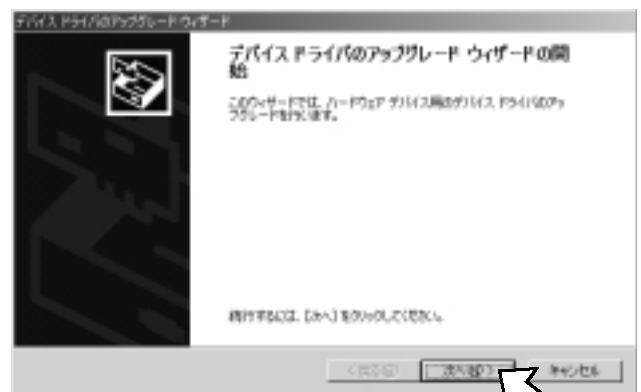 デバイス ドライバのアップグレード ウィザード
デバイス ドライバのアップグレード ウィザードの開
始
このウィザードでは、ハードウェア デバイス用のデバイス ドライバのアッ
プグレードを行います。
続行するには、[次へ] をクリックしてください。
< 戻る(B)
次へ(N) >
キャンセル